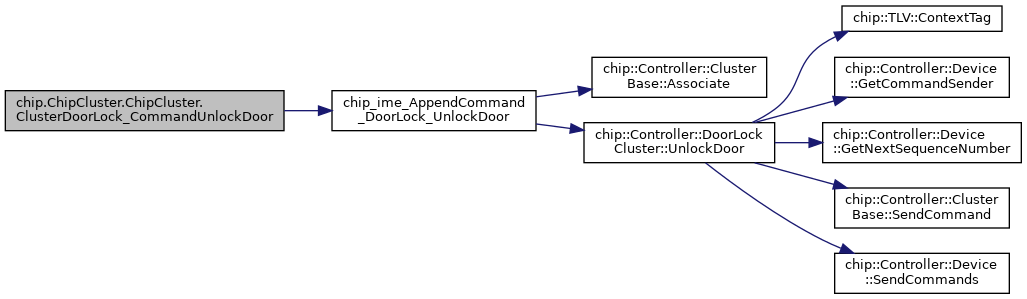 chip.ChipCluster.ChipCluster.
ClusterDoorLock_CommandUnlockDoor
chip_ime_AppendCommand
_DoorLock_UnlockDoor
chip::Controller::Cluster
Base::Associate
chip::Controller::DoorLock
Cluster::UnlockDoor
chip::TLV::ContextTag
chip::Controller::Device
::GetCommandSender
chip::Controller::Device
::GetNextSequenceNumber
chip::Controller::Cluster
Base::SendCommand
chip::Controller::Device
::SendCommands